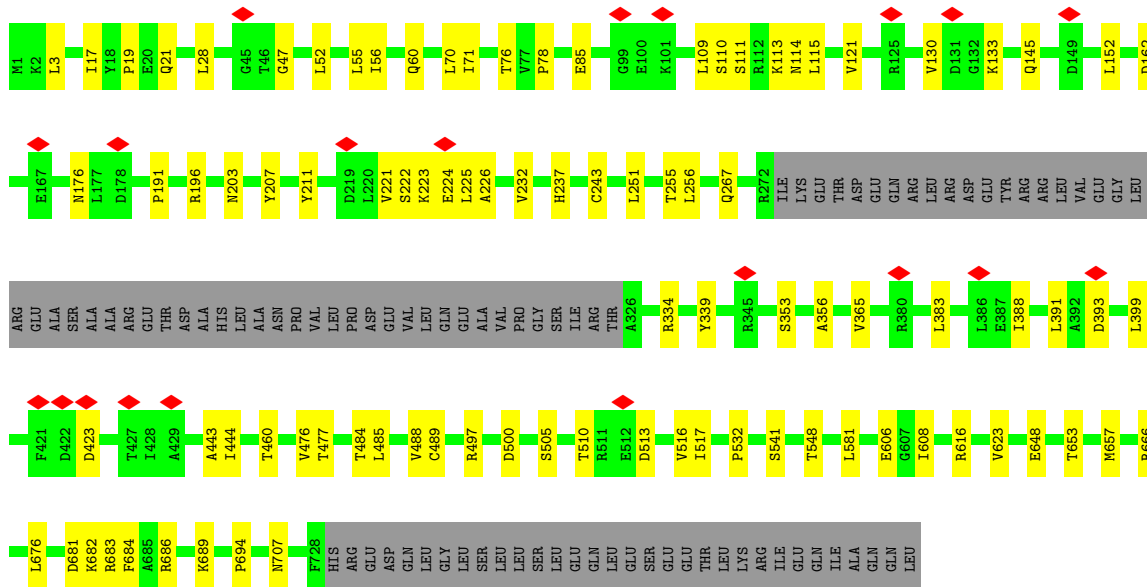 M1 K2 L3 I17 Y18 P19 E20 Q21 L28 G45 T46 G47 L52 L55 I56 Q60 L70 I71 T76 V77 P78 E85 G99 E100 K101 L109 S110 S111 R112 K113 N114 L115 V121 R125 V130 D131 G132 K133 Q145 D149 L152 D162
E167 N176 L177 D178 P191 R196 N203 Y207 Y211 D219 L220 V221 S222 K223 E224 L225 A226 V232 H237 C243 L251 T255 L256 Q267 R272 ILE LYS GLU THR ASP GLU GLN ARG LEU ARG ASP GLU TYR ARG ARG LEU VAL GLU GLY LEU
ARG GLU ALA SER ALA ALA ARG GLU THR ASP ALA HIS LEU ALA ASN PRO VAL LEU PRO ASP GLU VAL LEU GLN GLU ALA VAL PRO GLY SER ILE ARG THR A326 R334 Y339 R345 S353 A356 V365 R380 L383 L386 E387 I388 L391 A392 D393 L399
F421 D422 D423 T427 I428 A429 A443 I444 T460 V476 T477 T484 L485 V488 C489 R497 D500 S505 T510 R511 E512 D513 V516 I517 P532 S541 T548 L581 E606 G607 I608 R616 V623 E648 T653 M657 R666
L676 D681 K682 R683 F684 A685 R686 K689 P694 N707 F728 HIS ARG GLU ASP GLN LEU GLY LEU SER LEU LEU SER LEU GLU GLN LEU GLU SER GLU GLU THR LEU LYS ARG ILE GLU GLN ILE ALA GLN GLN LEU